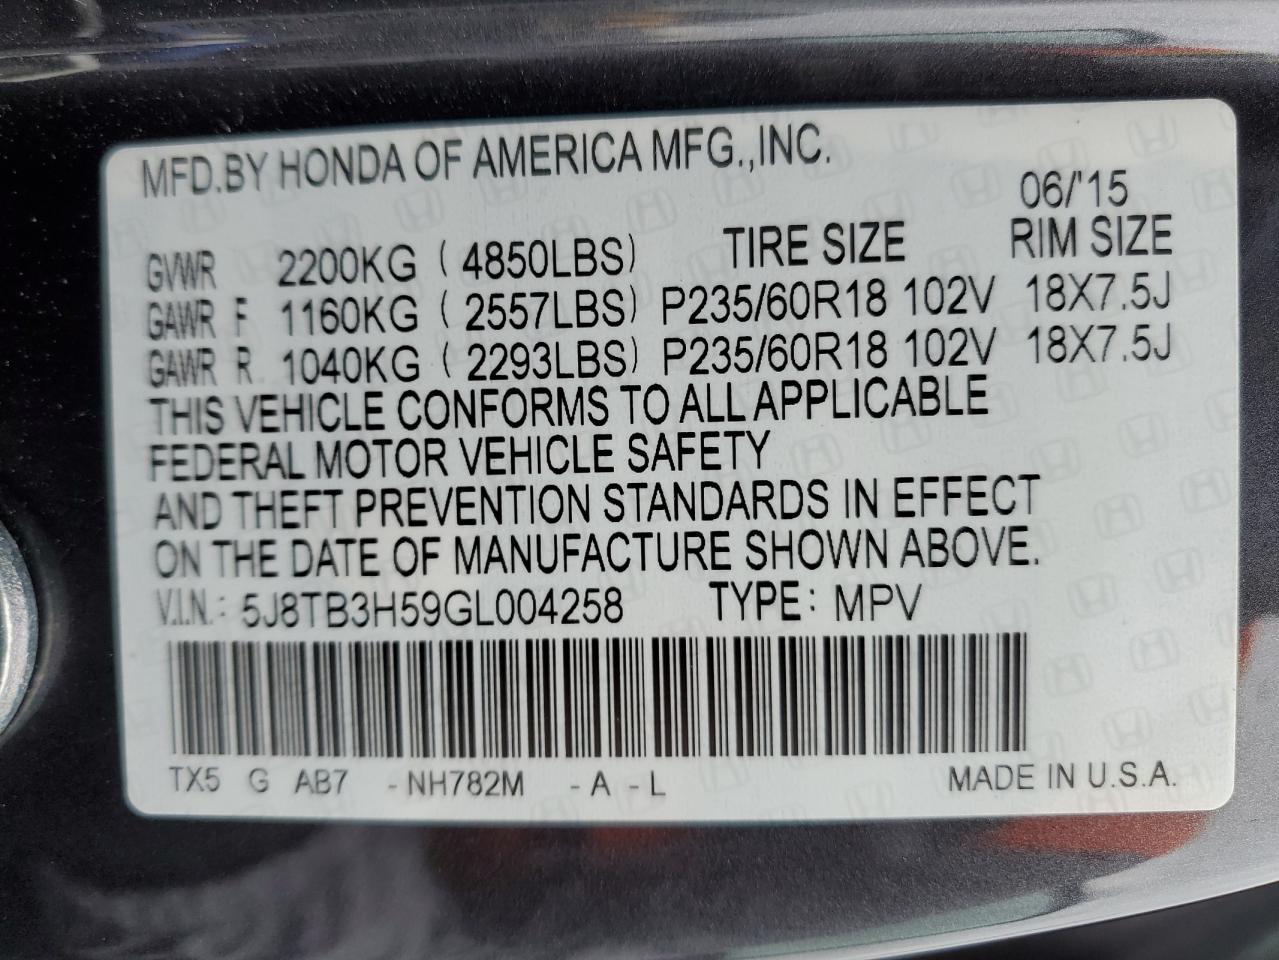 MFD.BY HONDA OF AMERICA MFG.,INC.
06/'15
GVWR 2200KG ( 4850LBS) TIRE SIZE RIM SIZE
GAWR F 1160KG ( 2557LBS) P235/60R18 102V 18X7.5J
GAWR R. 1040KG ( 2293LBS) P235/60R18 102V 18X7.5J
THIS VEHICLE CONFORMS TO ALL APPLICABLE
FEDERAL MOTOR VEHICLE SAFETY
AND THEFT PREVENTION STANDARDS IN EFFECT
ON THE DATE OF MANUFACTURE SHOWN ABOVE.
V.I.N.: 5J8TB3H59GL004258 TYPE: MPV
TX5 G AB7 -NH782M -A -L MADE IN U.S.A.